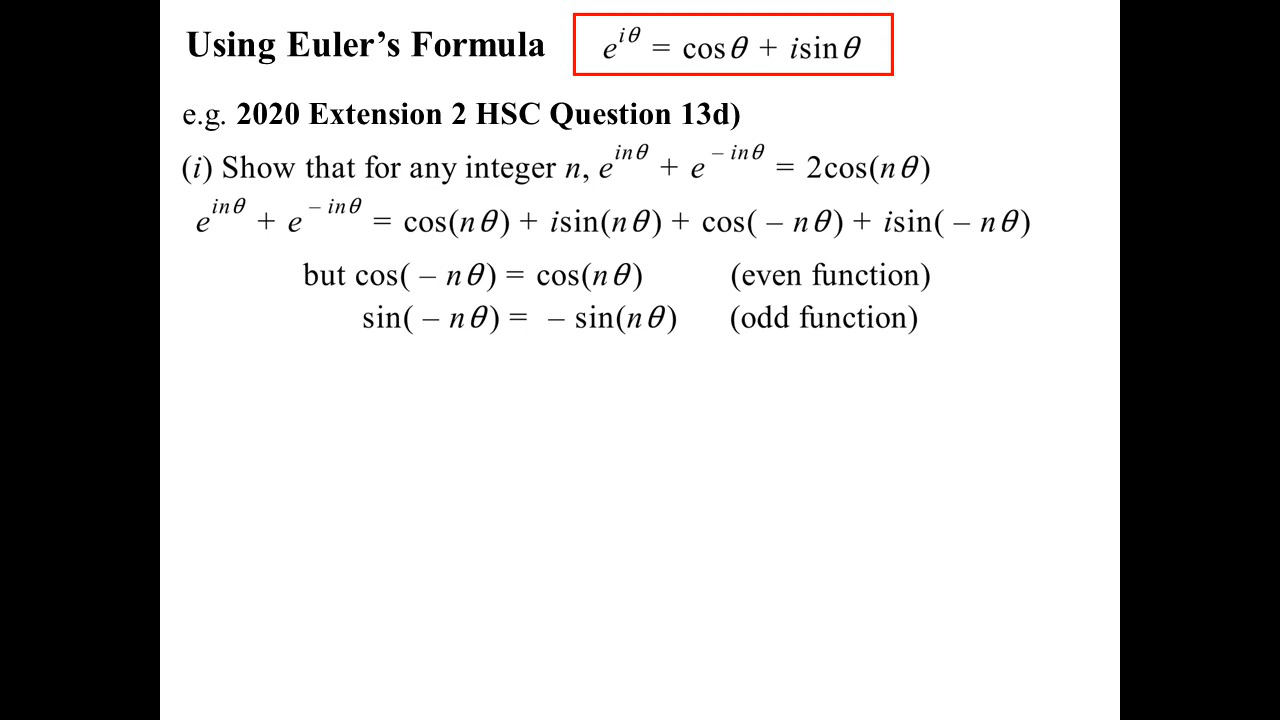 Using Euler's Formula e^{iθ} = cosθ + isinθ
e.g. 2020 Extension 2 HSC Question 13d)
(i) Show that for any integer n, e^{inθ} + e^{– inθ} = 2cos(nθ)
e^{inθ} + e^{– inθ} = cos(nθ) + isin(nθ) + cos( – nθ) + isin( – nθ)
but cos( – nθ) = cos(nθ) (even function)
sin( – nθ) = – sin(nθ) (odd function)